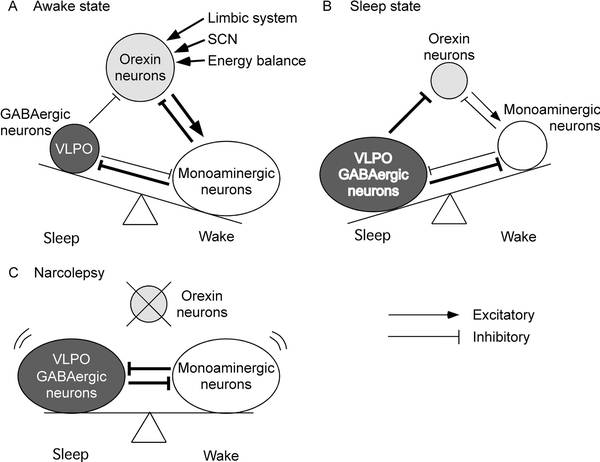 A Awake state
Limbic system
SCN
Energy balance
Orexin
neurons
GABAergic
neurons
VLPO
Monoaminergic
neurons
Sleep
Wake
B Sleep state
Orexin
neurons
Monoaminergic
neurons
VLPO
GABAergic
neurons
Sleep
Wake
C Narcolepsy
Orexin
neurons
VLPO
GABAergic
neurons
Monoaminergic
neurons
Sleep
Wake
Excitatory
Inhibitory